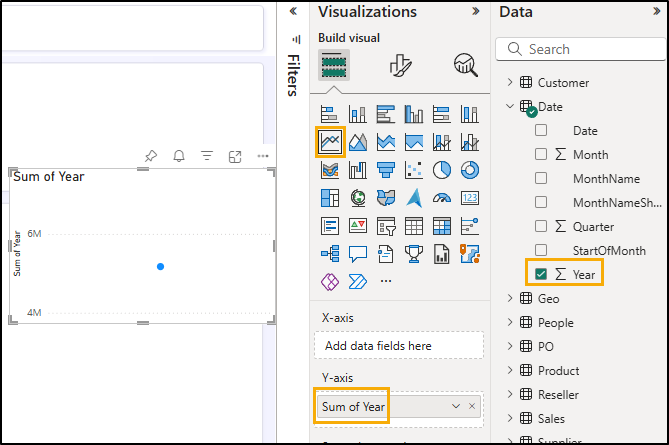 Visualizations
Data
Build visual
Search
Filters
Customer
Date
Date
Month
MonthName
MonthNameSh...
Quarter
StartOfMonth
Year
Geo
People
PO
Product
Reseller
Sales
Sum of Year
Sum of Year
6M
4M
123
X-axis
Add data fields here
Y-axis
Sum of Year